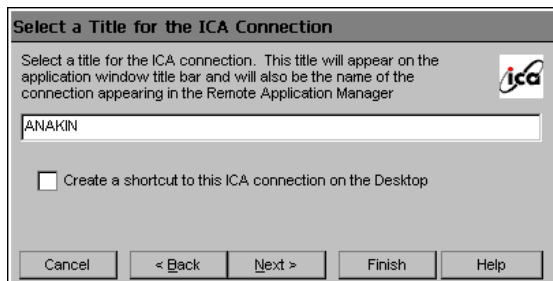 Select a Title for the ICA Connection
Select a title for the ICA connection. This title will appear on the
application window title bar and will also be the name of the
connection appearing in the Remote Application Manager
ica
ANAKIN
Create a shortcut to this ICA connection on the Desktop
Cancel < Back Next > Finish Help